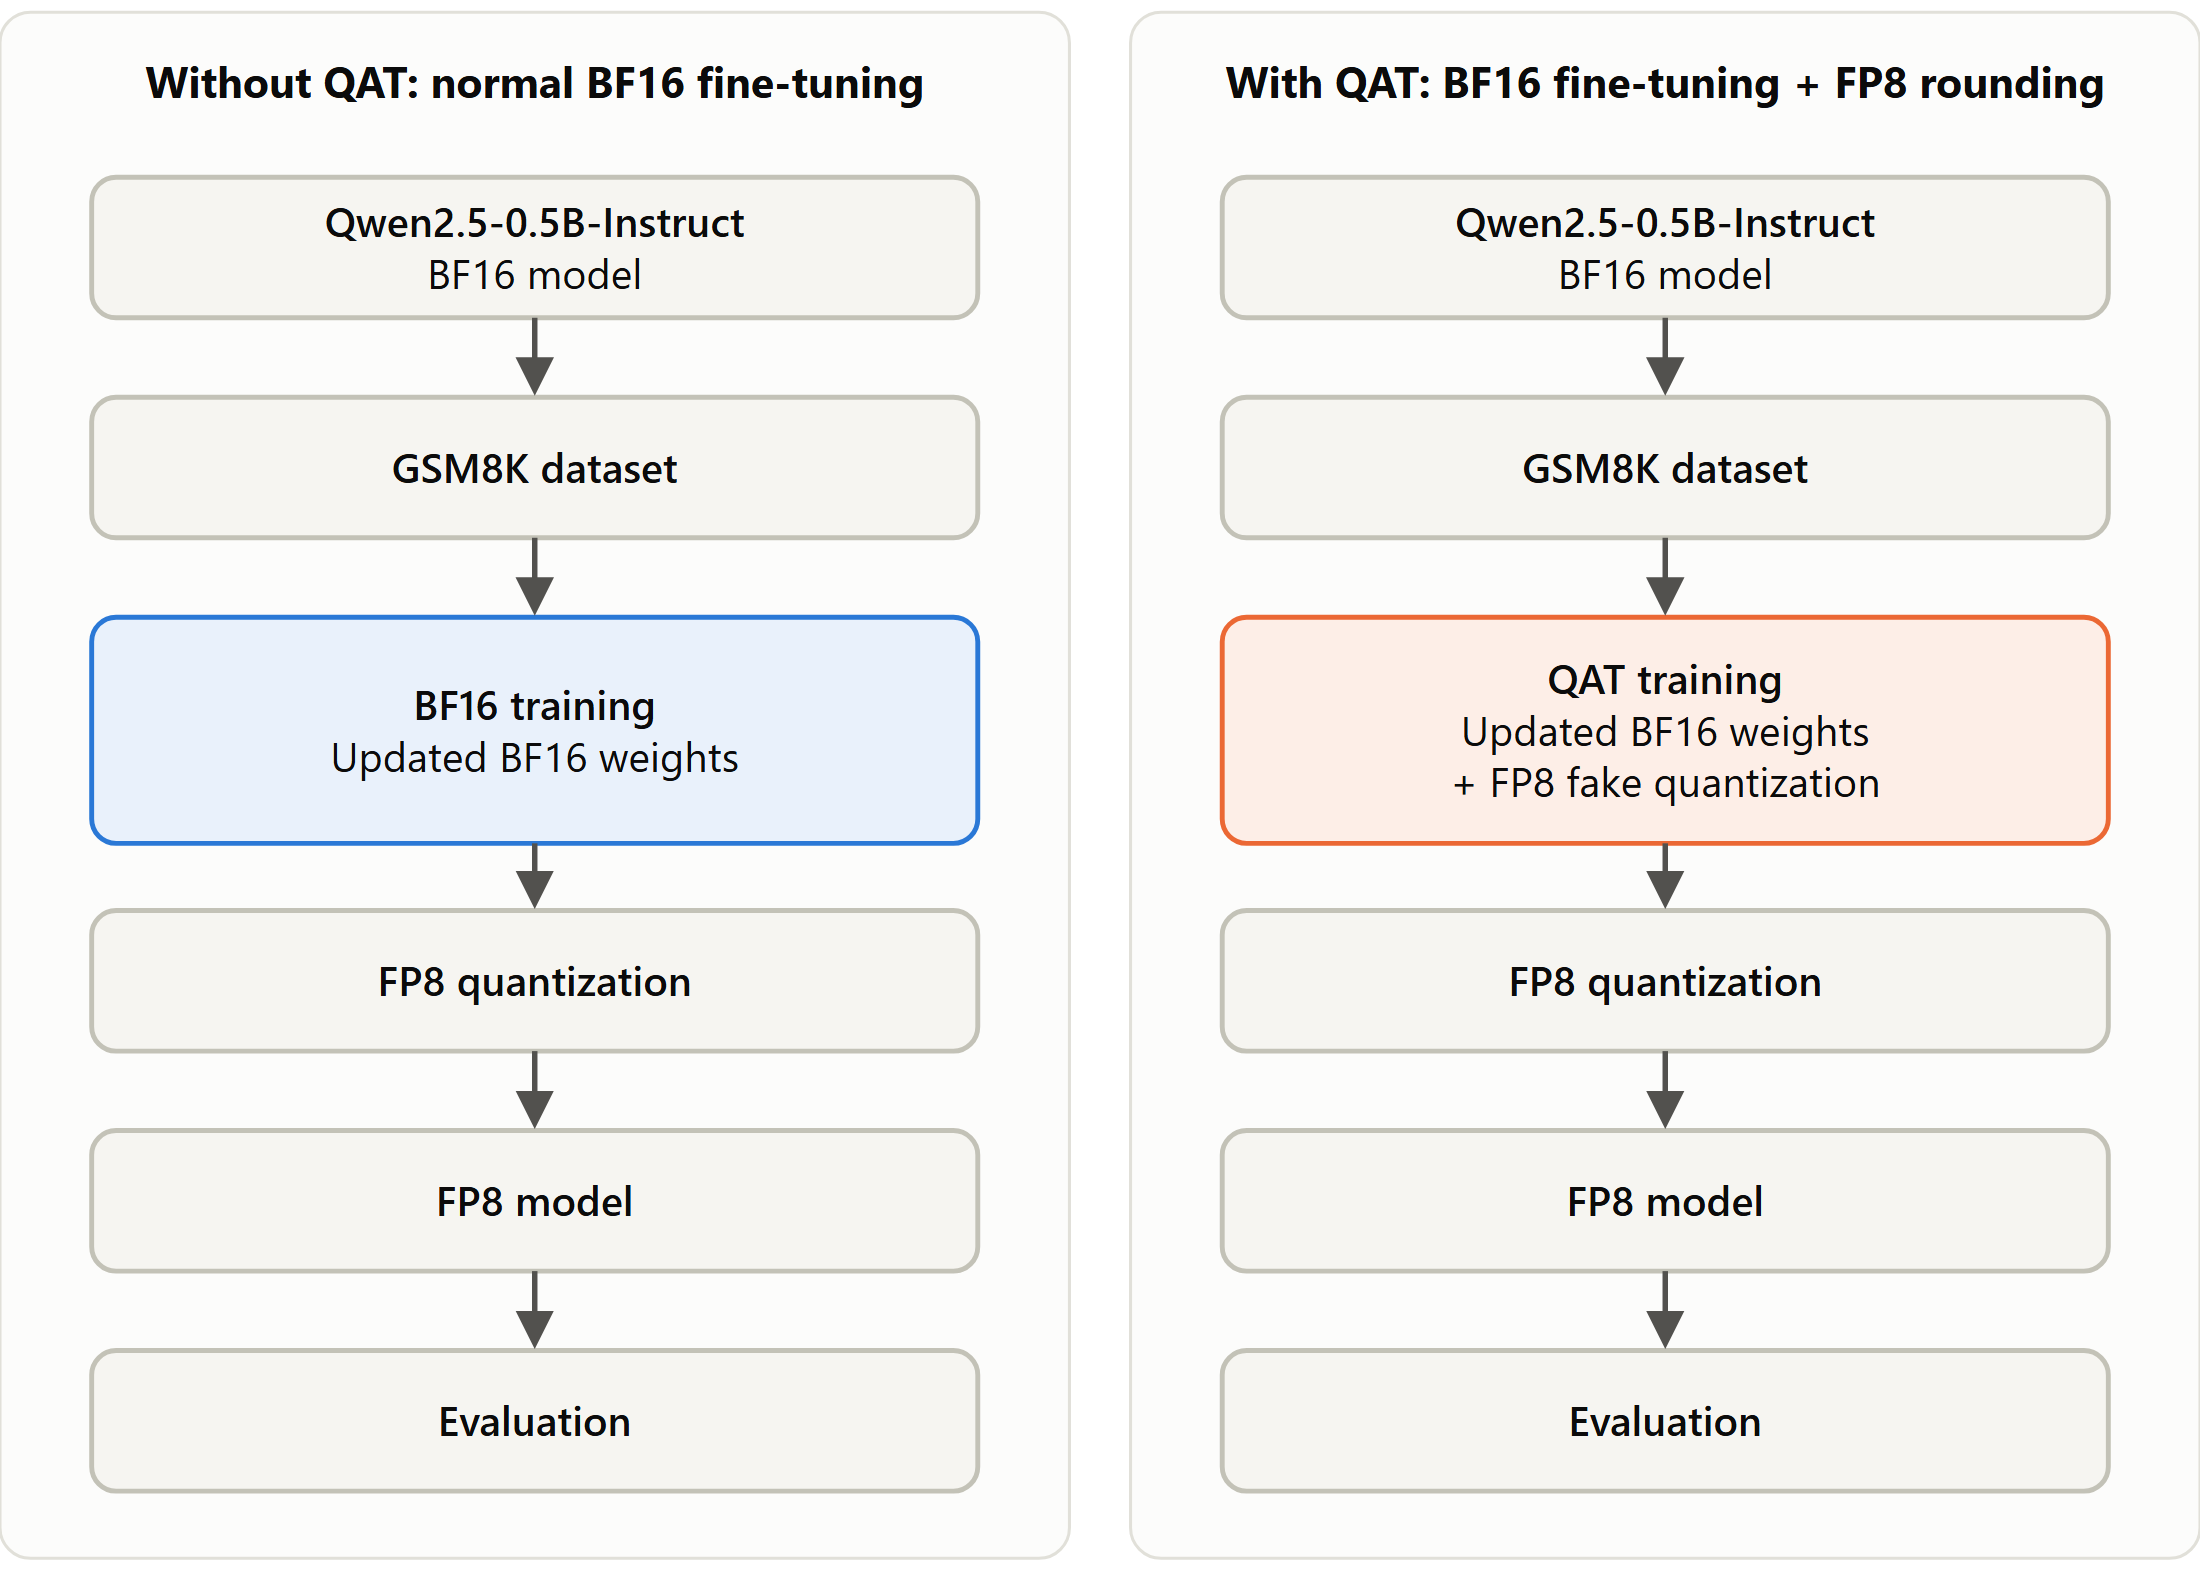 Without QAT: normal BF16 fine-tuning
Qwen2.5-0.5B-Instruct
BF16 model
GSM8K dataset
BF16 training
Updated BF16 weights
FP8 quantization
FP8 model
Evaluation
With QAT: BF16 fine-tuning + FP8 rounding
Qwen2.5-0.5B-Instruct
BF16 model
GSM8K dataset
QAT training
Updated BF16 weights
+ FP8 fake quantization
FP8 quantization
FP8 model
Evaluation